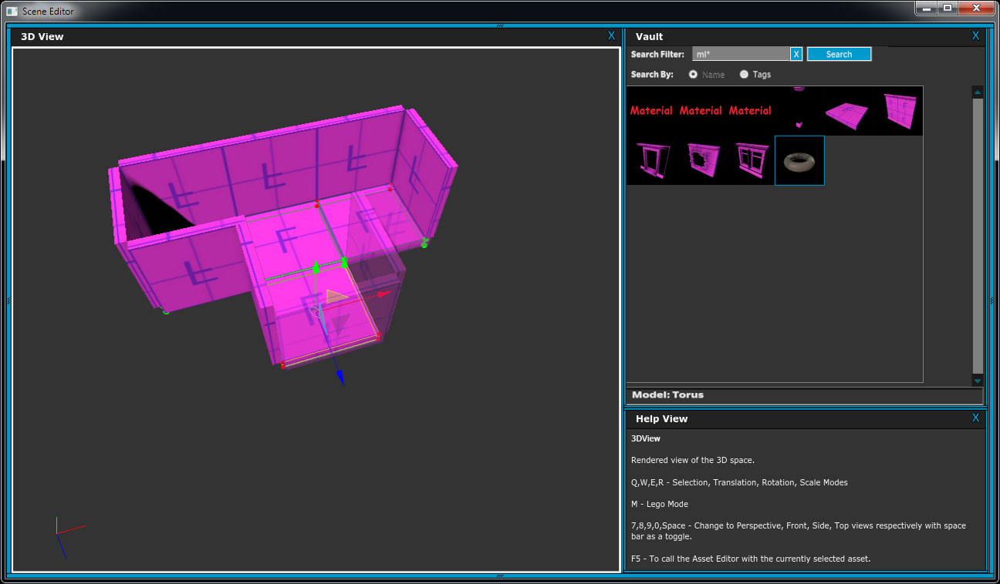 Scene Editor
3D View X
Vault X
Search Filter: ml* X Search
Search By: Name Tags
Material Material Material
Model: Torus
Help View X
3DView
Rendered view of the 3D space.
Q,W,E,R - Selection, Translation, Rotation, Scale Modes
M - Lego Mode
7,8,9,0,Space - Change to Perspective, Front, Side, Top views respectively with space
bar as a toggle.
F5 - To call the Asset Editor with the currently selected asset.